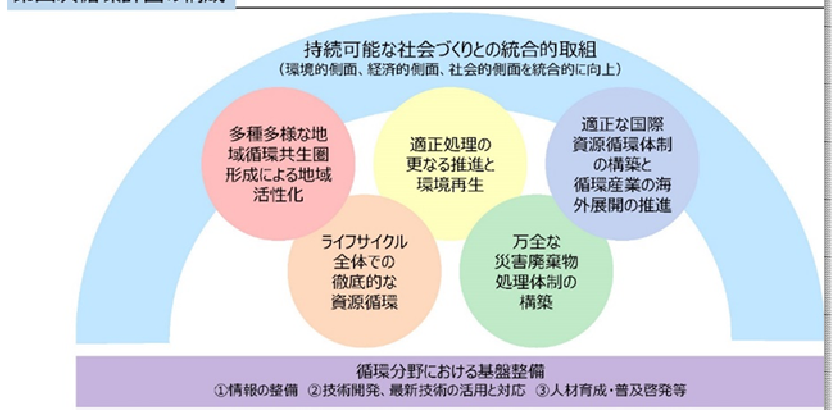 持続可能な社会づくりとの統合的取組
（環境的側面、経済的側面、社会的側面を統合的に向上）
多種多様な地
域循環共生圏
形成による地域
活性化
適正処理の
更なる推進と
環境再生
適正な国際
資源循環体制
の構築と
循環産業の海
外展開の推進
ライフサイクル
全体での
徹底的な
資源循環
万全な
災害廃棄物
処理体制の
構築
循環分野における基盤整備
①情報の整備 ②技術開発、最新技術の活用と対応 ③人材育成・普及啓発等